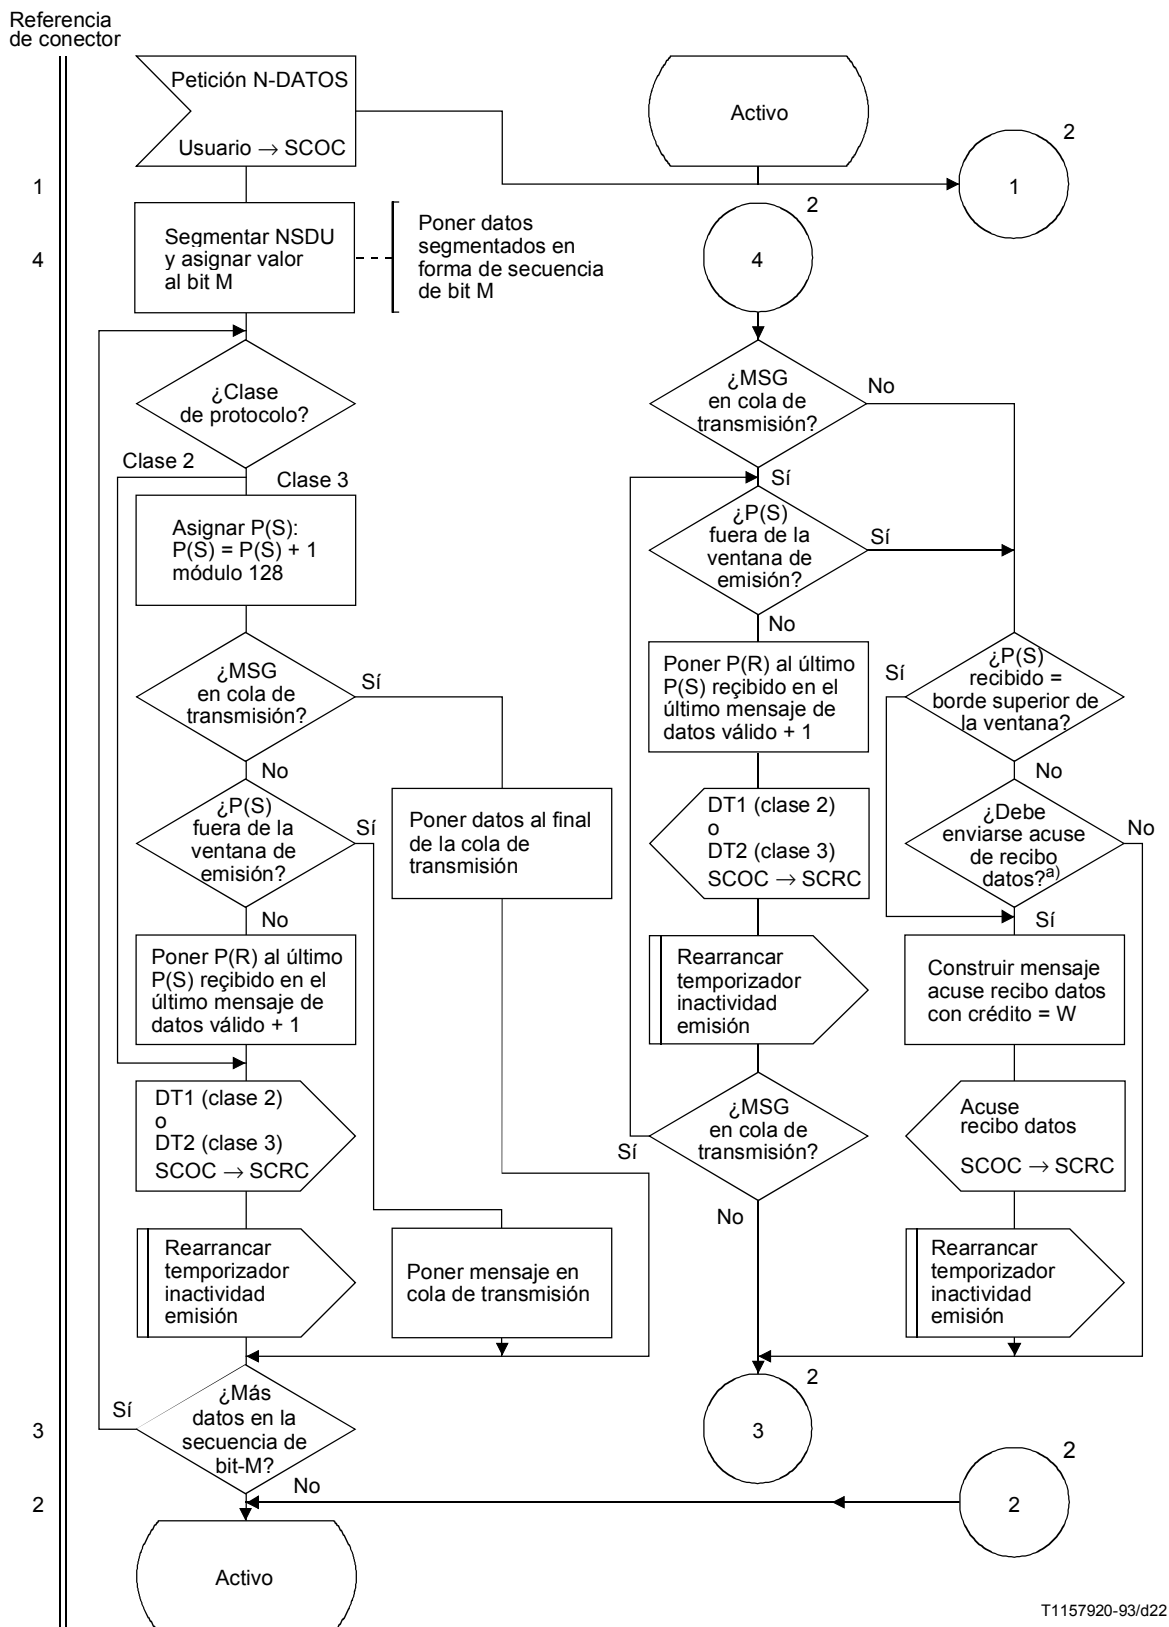 Referencia
de conector
Petición N-DATOS
Usuario → SCOC
Activo
2
1
1
Segmentar NSDU
y asignar valor
al bit M
Poner datos
segmentados en
forma de secuencia
de bit M
2
4
4
¿Clase
de protocolo?
¿MSG
en cola de
transmisión?
No
Sí
Clase 2
Clase 3
Asignar P(S):
P(S) = P(S) + 1
módulo 128
¿P(S)
fuera de la
ventana de
emisión?
Sí
No
¿MSG
en cola de
transmisión?
Sí
No
Poner P(R) al último
P(S) reçibido en el
último mensaje de
datos válido + 1
¿P(S)
recibido =
borde superior de
la ventana?
Sí
No
¿P(S)
fuera de la
ventana de
emisión?
Sí
No
Poner datos al final
de la cola de
transmisión
DT1 (clase 2)
o
DT2 (clase 3)
SCOC → SCRC
¿Debe
enviarse acuse
de recibo
datos?a)
No
Sí
Poner P(R) al último
P(S) reçibido en el
último mensaje de
datos válido + 1
Rearrancar
temporizador
inactividad
emisión
Construir mensaje
acuse recibo datos
con crédito = W
DT1 (clase 2)
o
DT2 (clase 3)
SCOC → SCRC
¿MSG
en cola de
transmisión?
Sí
No
Acuse
recibo datos
SCOC → SCRC
Rearrancar
temporizador
inactividad
emisión
Poner mensaje en
cola de transmisión
Rearrancar
temporizador
inactividad
emisión
¿Más
datos en la
secuencia de
bit-M?
Sí
No
3
2
3
2
2
2
Activo
T1157920-93/d22